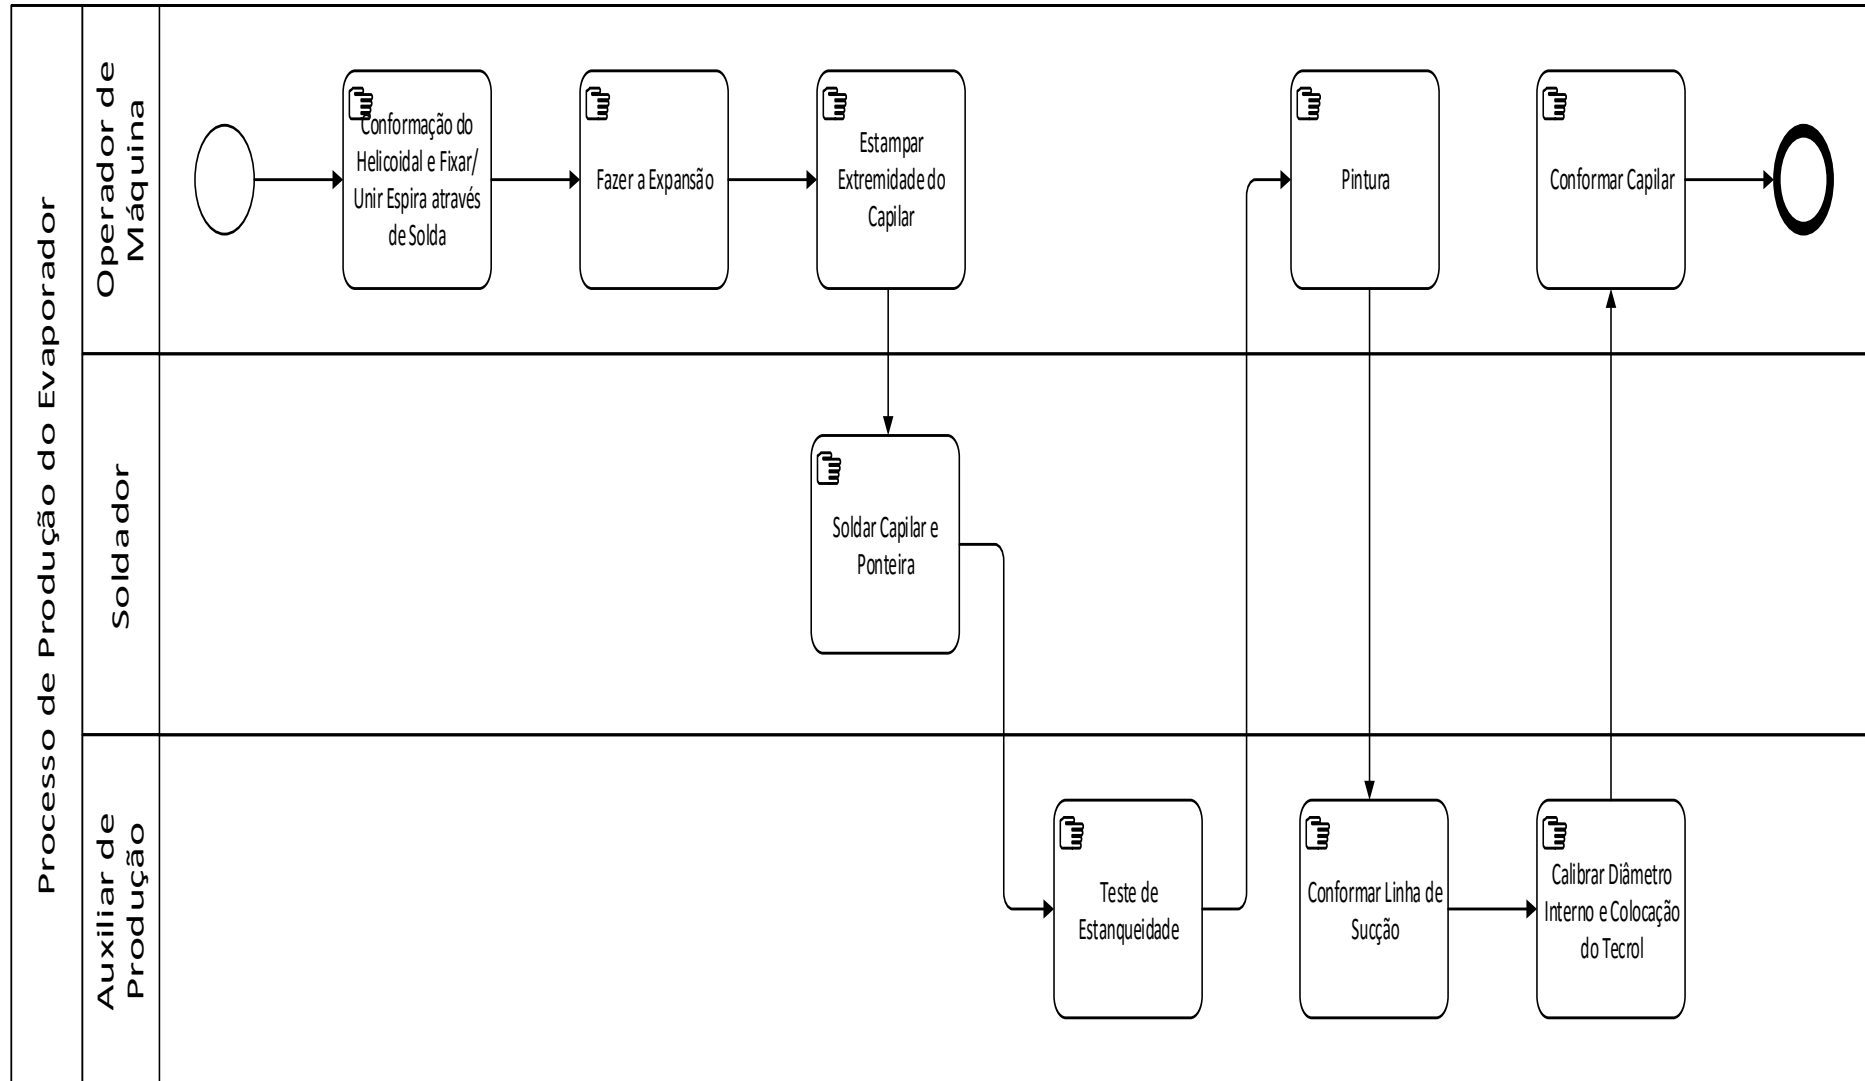 Processo de Produção do Evaporador
Operador de
Máquina
Conformação do
Helicoidal e Fixar/
Unir Espira através
de Solda
Fazer a Expansão
Estampar
Extremidade do
Capilar
Pintura
Conformar Capilar
Soldador
Soldar Capilar e
Ponteira
Auxiliar de
Produção
Teste de
Estanqueidade
Conformar Linha de
Sucção
Calibrar Diâmetro
Interno e Colocação
do Tecrol